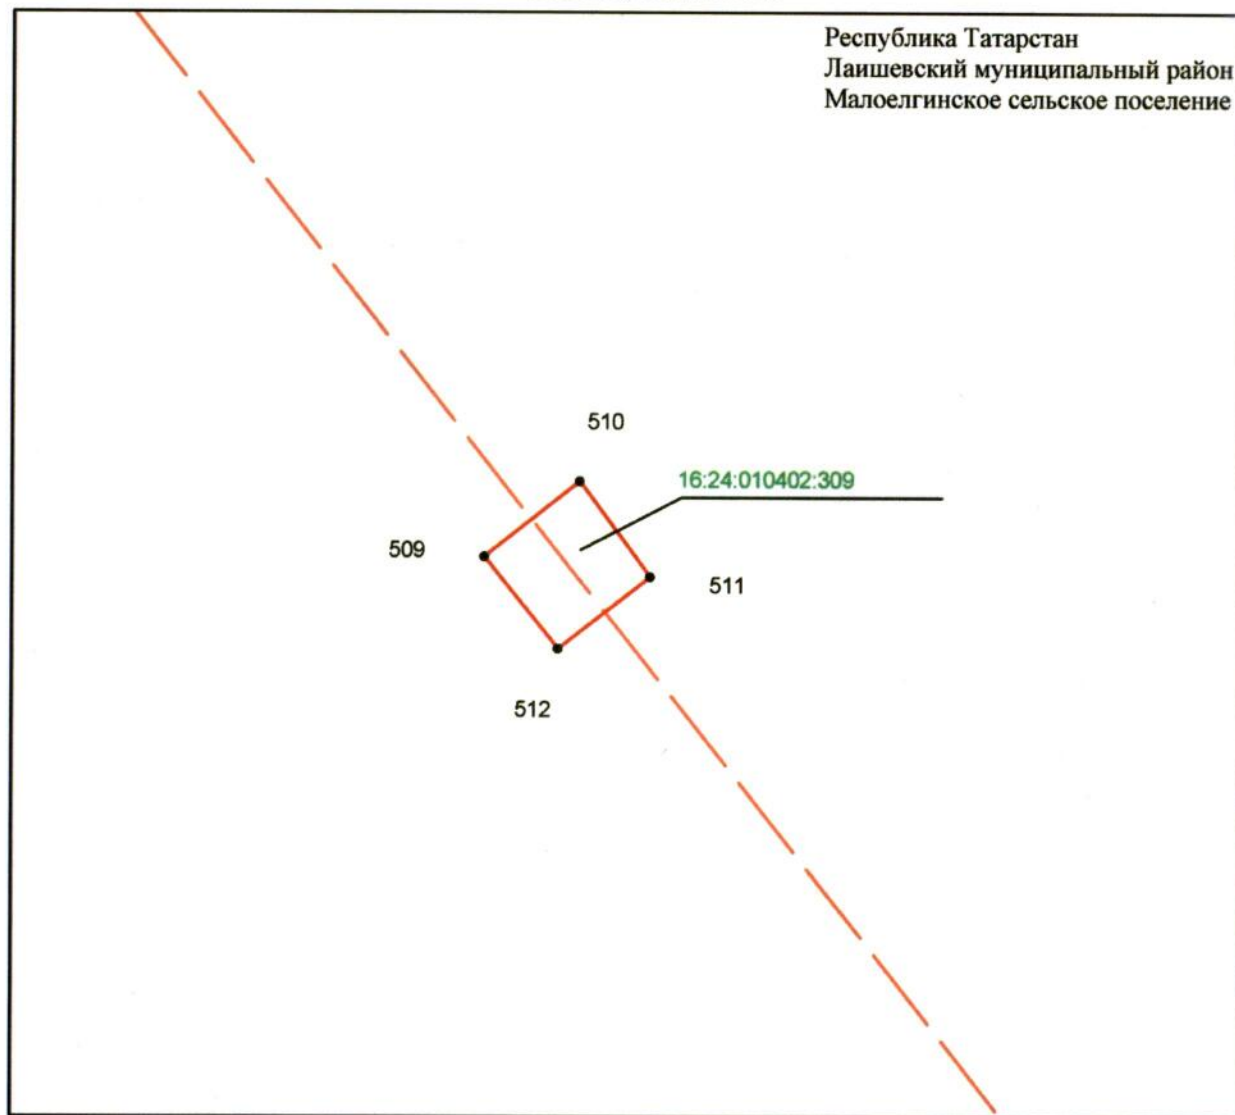 Республика Татарстан
Лаишевский муниципальный район
Малоелгинское сельское поселение
510
16:24:010402:309
509
511
512